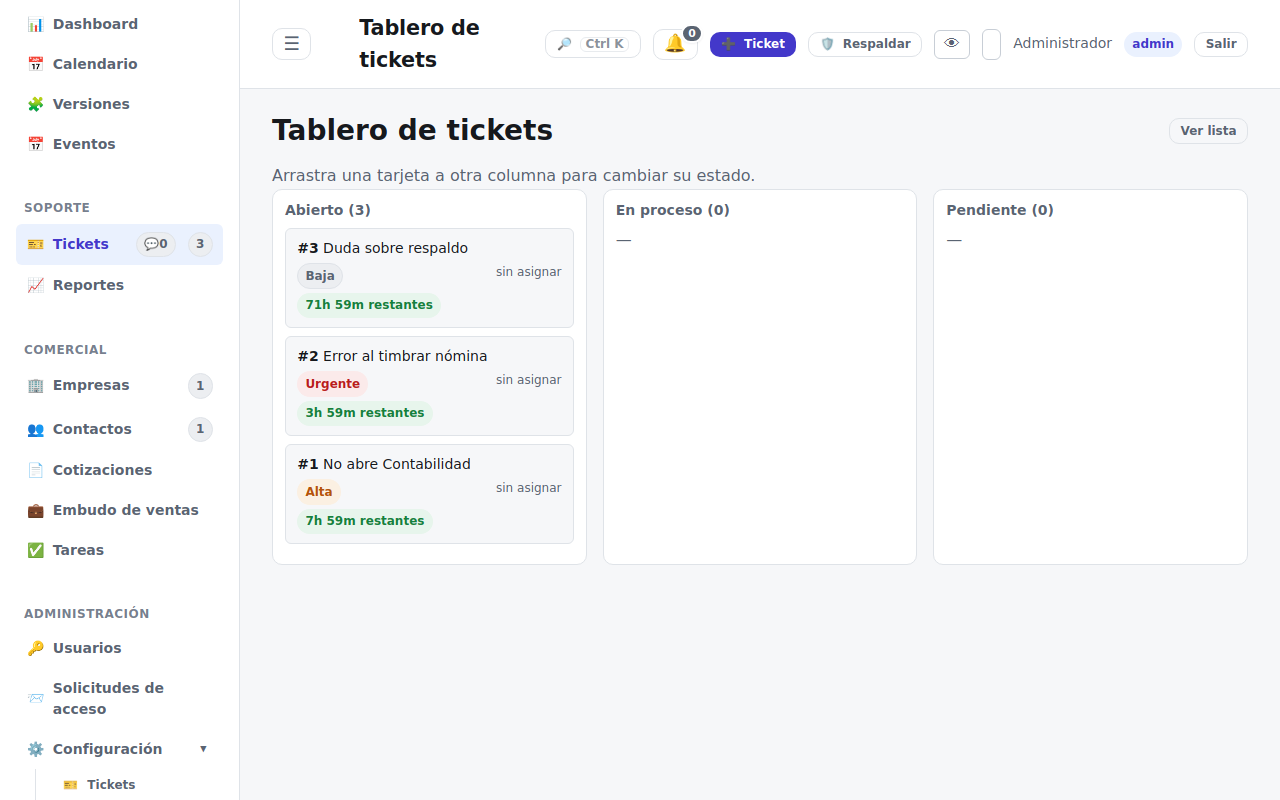 Dashboard
Calendario
Versiones
Eventos
SOPORTE
Tickets 0 3
Reportes
COMERCIAL
Empresas 1
Contactos 1
Cotizaciones
Embudo de ventas
Tareas
ADMINISTRACIÓN
Usuarios
Solicitudes de
acceso
Configuración
Tickets
Tablero de
tickets
Ctrl K
0
Ticket
Respaldar
Administrador
admin
Salir
Tablero de tickets
Ver lista
Arrastra una tarjeta a otra columna para cambiar su estado.
Abierto (3)
#3 Duda sobre respaldo
Baja
sin asignar
71h 59m restantes
#2 Error al timbrar nómina
Urgente
sin asignar
3h 59m restantes
#1 No abre Contabilidad
Alta
sin asignar
7h 59m restantes
En proceso (0)
—
Pendiente (0)
—